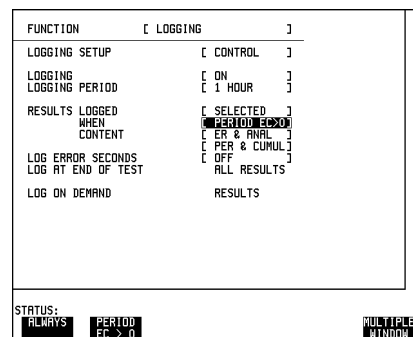 FUNCTION [ LOGGING ]
LOGGING SETUP [ CONTROL ]
LOGGING [ ON ]
LOGGING PERIOD [ 1 HOUR ]
RESULTS LOGGED [ SELECTED ]
WHEN [ PERIOD EC>0]
CONTENT [ ER & ANAL ]
[ PER & CUMUL]
LOG ERROR SECONDS [ OFF ]
LOG AT END OF TEST ALL RESULTS
LOG ON DEMAND RESULTS
STATUS:
ALWAYS PERIOD EC > 0 MULTIPLE WINDOW